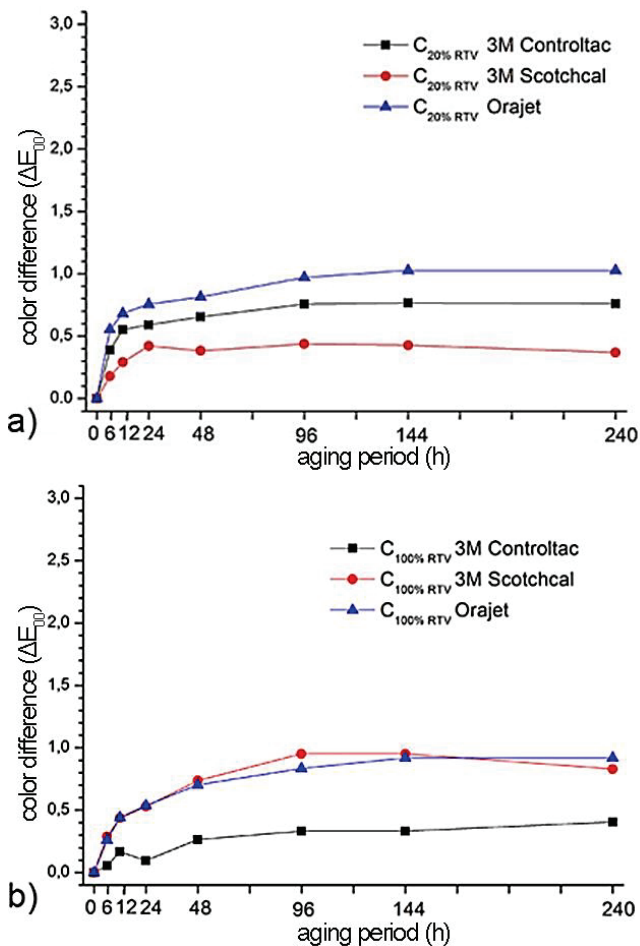 3,0
C20% RTV 3M Controltac
C20% RTV 3M Scotchcal
C20% RTV Orajet
2,5
2,0
1,5
1,0
0,5
0,0
color difference (ΔE00)
0 6 12 24 48 96 144 240
aging period (h)
a)
3,0
C100% RTV 3M Controltac
C100% RTV 3M Scotchcal
C100% RTV Orajet
2,5
2,0
1,5
1,0
0,5
0,0
color difference (ΔE00)
0 6 12 24 48 96 144 240
aging period (h)
b)